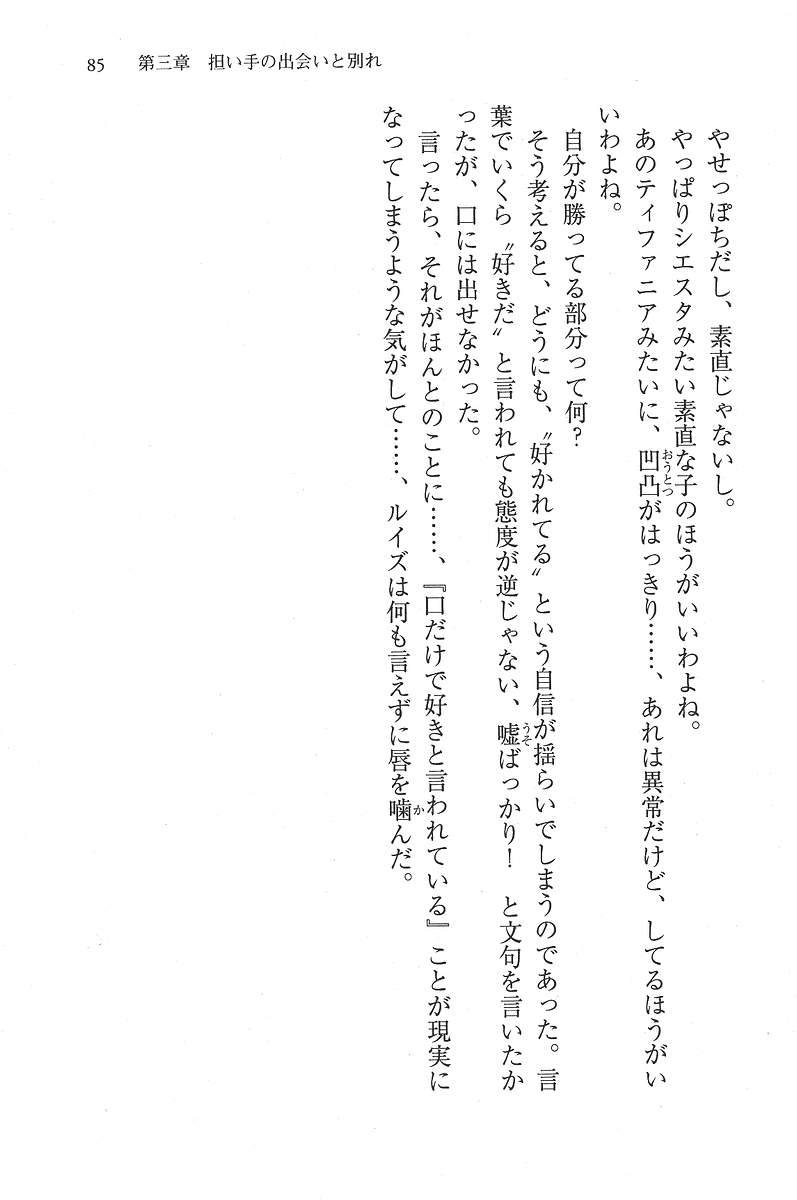 85 第三章 担い手の出会いと別れ
やせっぽちだし、素直じゃないし。
やっぱりシエスタみたい素直な子のほうがいいわよね。
あのティファニアみたいに、凹凸がはっきり……、あれは異常だけど、してるほうがい
おうとつ
いわよね。
自分が勝ってる部分って何?
そう考えると、どうにも、〝好かれてる〟という自信が揺らいでしまうのであった。言
葉でいくら〝好きだ〟と言われても態度が逆じゃない、嘘ばっかり! と文句を言いたか
うそ
ったが、口には出せなかった。
言ったら、それがほんとのことに……、『口だけで好きと言われている』ことが現実に
なってしまうような気がして……、ルイズは何も言えずに唇を噛んだ。
か